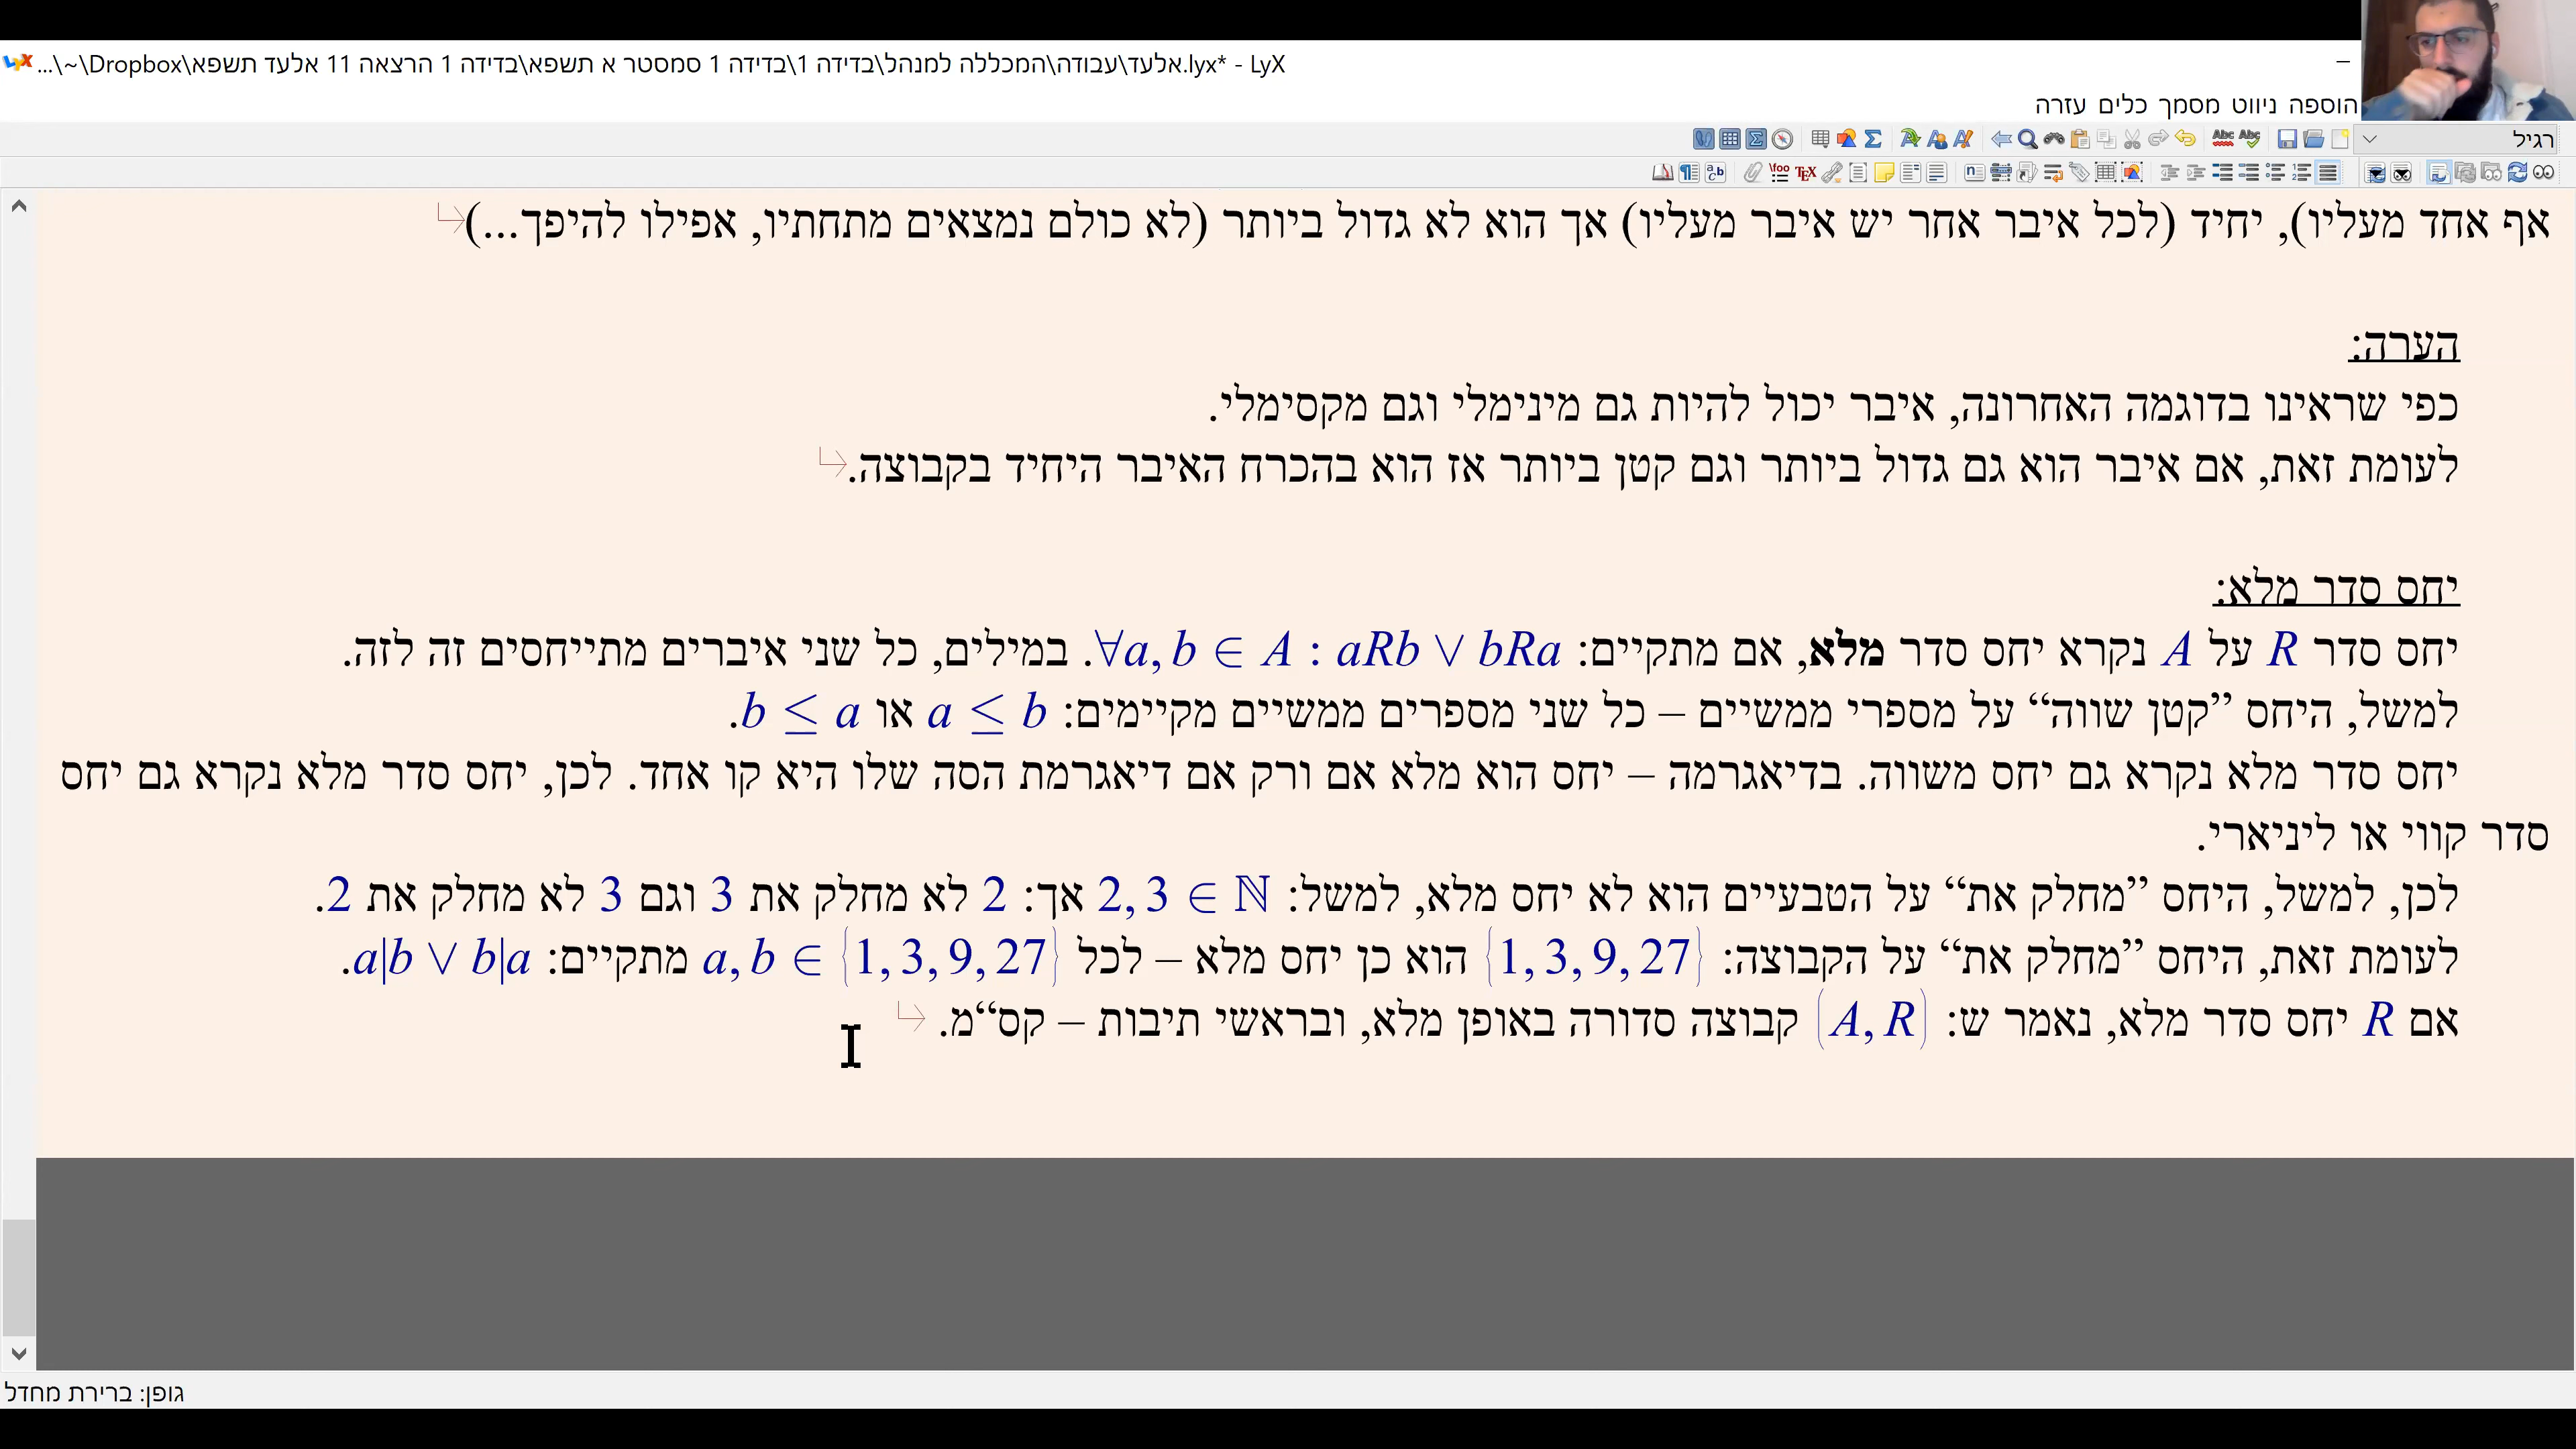 ...\~\Dropbox\אלעד\עבודה\המכללה למנהל\בדידה 1\בדידה 1 סמסטר א תשפא\בדידה 1 הרצאה 11 אלעד תשפא.lyx* - LyX
הוספה ניווט מסמך כלים עזרה
רגיל
אף אחד מעליו), יחיד (לכל איבר אחר יש איבר מעליו) אך הוא לא גדול ביותר (לא כולם נמצאים מתחתיו, אפילו להיפך...)
הערה:
כפי שראינו בדוגמה האחרונה, איבר יכול להיות גם מינימלי וגם מקסימלי.
לעומת זאת, אם איבר הוא גם גדול ביותר וגם קטן ביותר אז הוא בהכרח האיבר היחיד בקבוצה.
יחס סדר מלא:
יחס סדר R על A נקרא יחס סדר מלא, אם מתקיים: ∀a, b ∈ A : aRb ∨ bRa. במילים, כל שני איברים מתייחסים זה לזה.
למשל, היחס ”קטן שווה“ על מספרי ממשיים – כל שני מספרים ממשיים מקיימים: a ≤ b או b ≤ a.
יחס סדר מלא נקרא גם יחס משווה. בדיאגרמה – יחס הוא מלא אם ורק אם דיאגרמת הסה שלו היא קו אחד. לכן, יחס סדר מלא נקרא גם יחס
סדר קווי או ליניארי.
לכן, למשל, היחס ”מחלק את“ על הטבעיים הוא לא יחס מלא, למשל: 2, 3 ∈ ℕ אך: 2 לא מחלק את 3 וגם 3 לא מחלק את 2.
לעומת זאת, היחס ”מחלק את“ על הקבוצה: {1, 3, 9, 27} הוא כן יחס מלא – לכל a, b ∈ {1, 3, 9, 27} מתקיים: a|b ∨ b|a.
אם R יחס סדר מלא, נאמר ש: (A, R) קבוצה סדורה באופן מלא, ובראשי תיבות – קס“מ.
גופן: ברירת מחדל